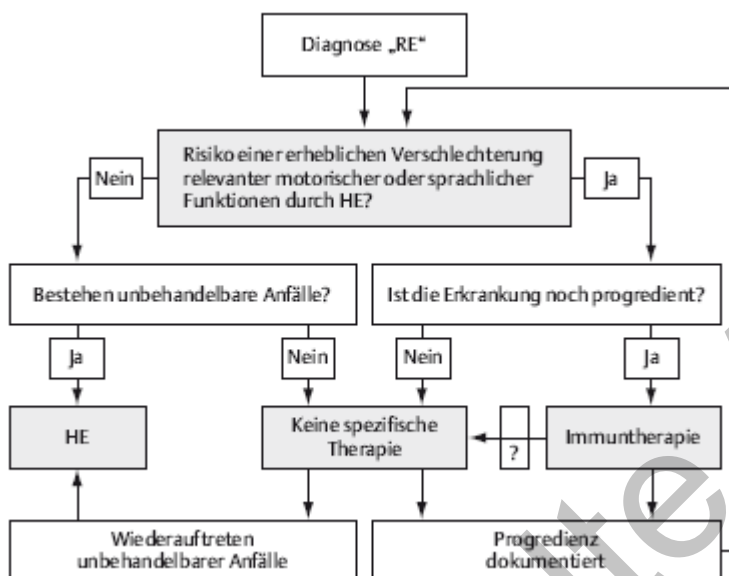 Diagnose „RE“
Risiko einer erheblichen Verschlechterung
relevanter motorischer oder sprachlicher
Funktionen durch HE?
Nein
Ja
Bestehen unbehandelbare Anfälle?
Ist die Erkrankung noch progredient?
Ja
Nein
Nein
Ja
HE
Keine spezifische
Therapie
?
Immuntherapie
Wiederauftreten
unbehandelbarer Anfälle
Progredienz
dokumentiert